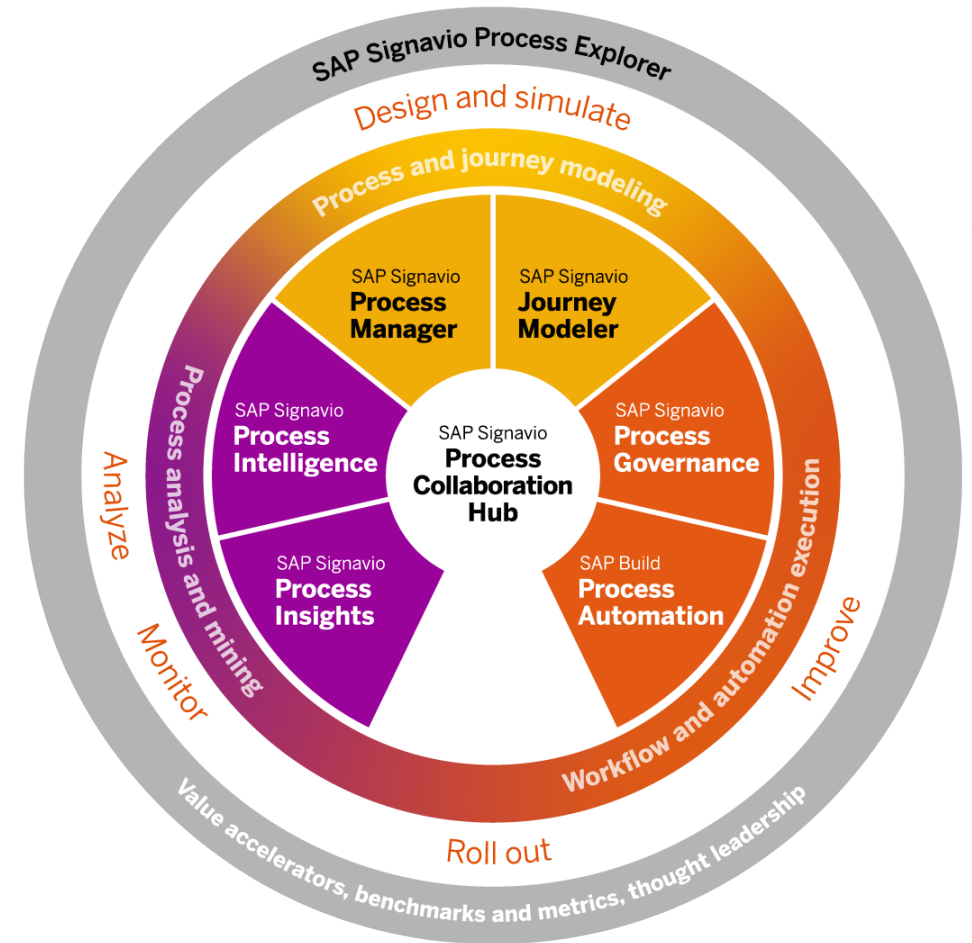 SAP Signavio Process Explorer
Design and simulate
Process and journey modeling
SAP Signavio
Process
Manager
SAP Signavio
Journey
Modeler
SAP Signavio
Process
Intelligence
SAP Signavio
Process
Collaboration
Hub
SAP Signavio
Process
Governance
SAP Signavio
Process
Insights
SAP Build
Process
Automation
Process analysis and mining
Workflow and automation execution
Analyze
Monitor
Improve
Roll out
Value accelerators, benchmarks and metrics, thought leadership